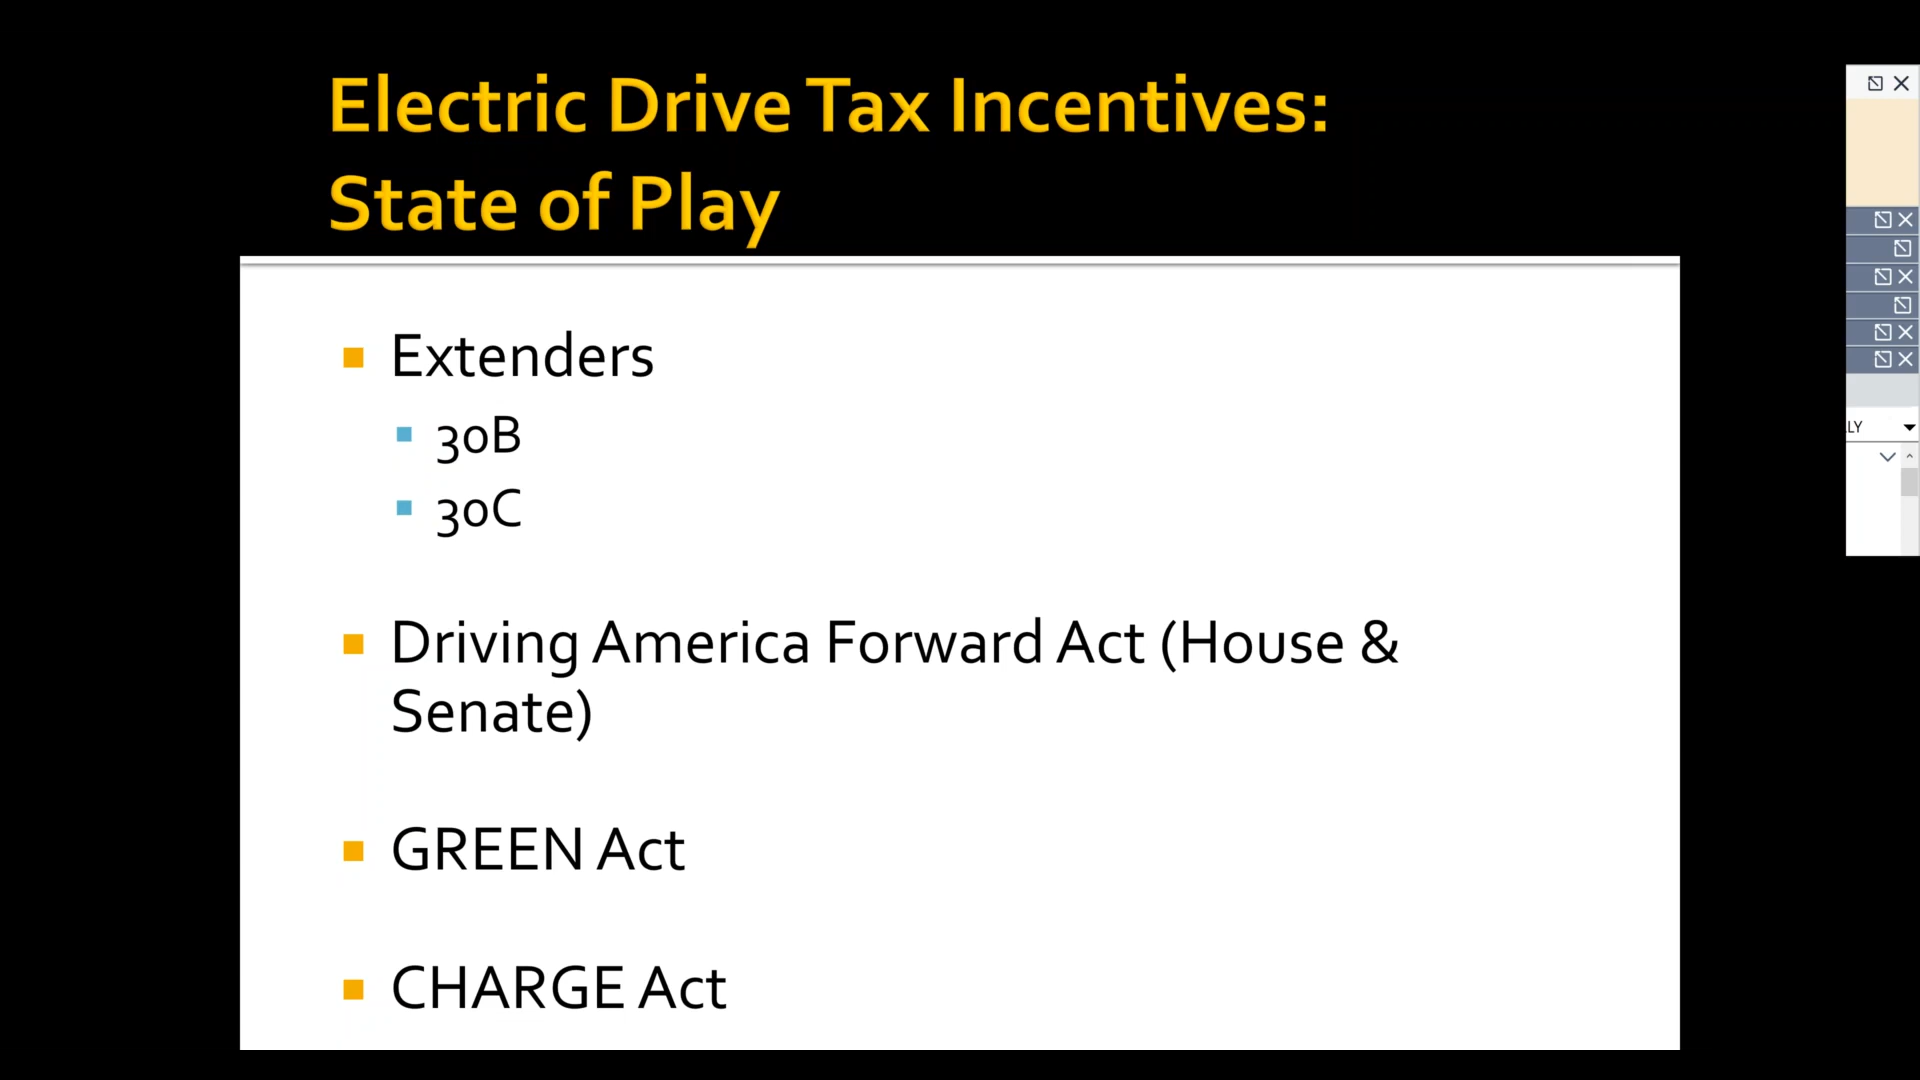 Electric Drive Tax Incentives:
State of Play
Extenders
30B
30C
Driving America Forward Act (House &
Senate)
GREEN Act
CHARGE Act
LY